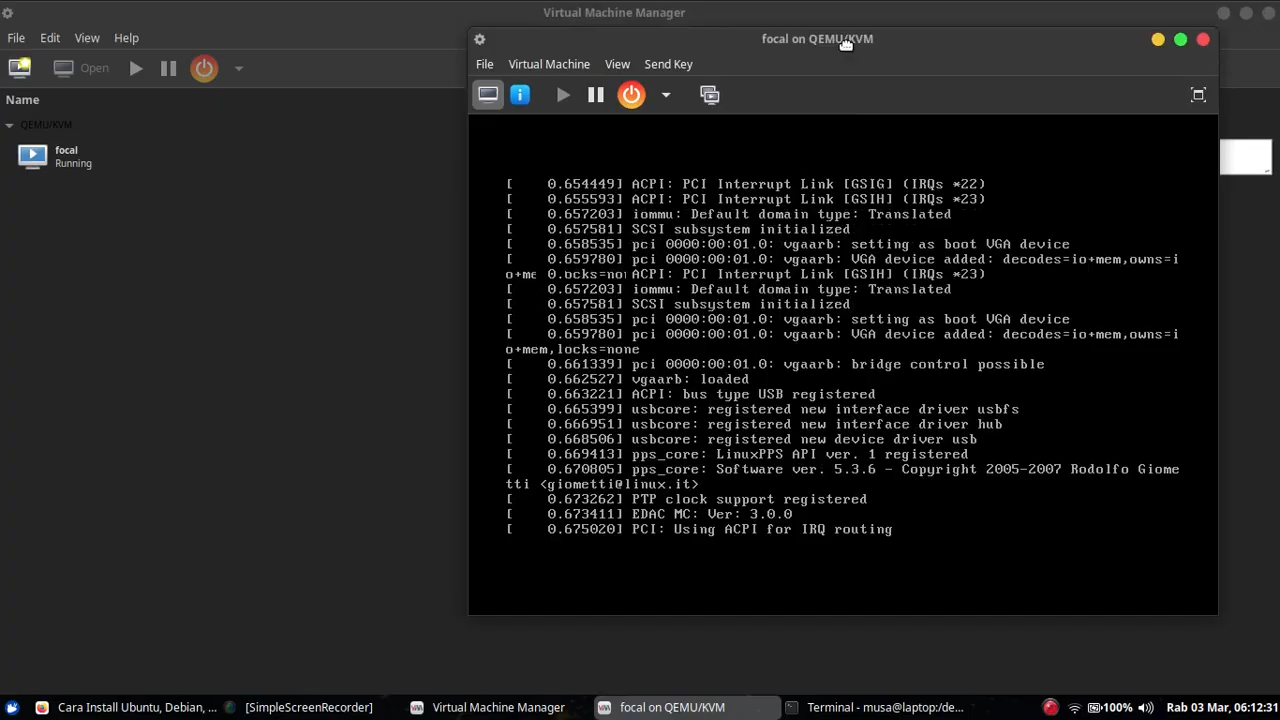 Virtual Machine Manager
File Edit View Help
Open
Name
QEMU/KVM
focal
Running
focal on QEMU/KVM
File Virtual Machine View Send Key
[    0.654449] ACPI: PCI Interrupt Link [GSIG] (IRQs *22)
[    0.655593] ACPI: PCI Interrupt Link [GSIH] (IRQs *23)
[    0.657203] iommu: Default domain type: Translated
[    0.657581] SCSI subsystem initialized
[    0.658535] pci 0000:00:01.0: vgaarb: setting as boot VGA device
[    0.659780] pci 0000:00:01.0: vgaarb: VGA device added: decodes=io+mem,owns=i
ACPI: PCI Interrupt Link [GSIH] (IRQs *23)
[    0.657203] iommu: Default domain type: Translated
[    0.657581] SCSI subsystem initialized
[    0.658535] pci 0000:00:01.0: vgaarb: setting as boot VGA device
[    0.659780] pci 0000:00:01.0: vgaarb: VGA device added: decodes=io+mem,owns=i
o+mem,locks=none
[    0.661339] pci 0000:00:01.0: vgaarb: bridge control possible
[    0.662527] vgaarb: loaded
[    0.663221] ACPI: bus type USB registered
[    0.665399] usbcore: registered new interface driver usbfs
[    0.666951] usbcore: registered new interface driver hub
[    0.668506] usbcore: registered new device driver usb
[    0.669413] pps_core: LinuxPPS API ver. 1 registered
[    0.670805] pps_core: Software ver. 5.3.6 - Copyright 2005-2007 Rodolfo Giome
tti <giometti@linux.it>
[    0.673262] PTP clock support registered
[    0.673411] EDAC MC: Ver: 3.0.0
[    0.675020] PCI: Using ACPI for IRQ routing
Cara Install Ubuntu, Debian, ... [SimpleScreenRecorder] Virtual Machine Manager focal on QEMU/KVM Terminal - musa@laptop:/de... 100% Rab 03 Mar, 06:12:31